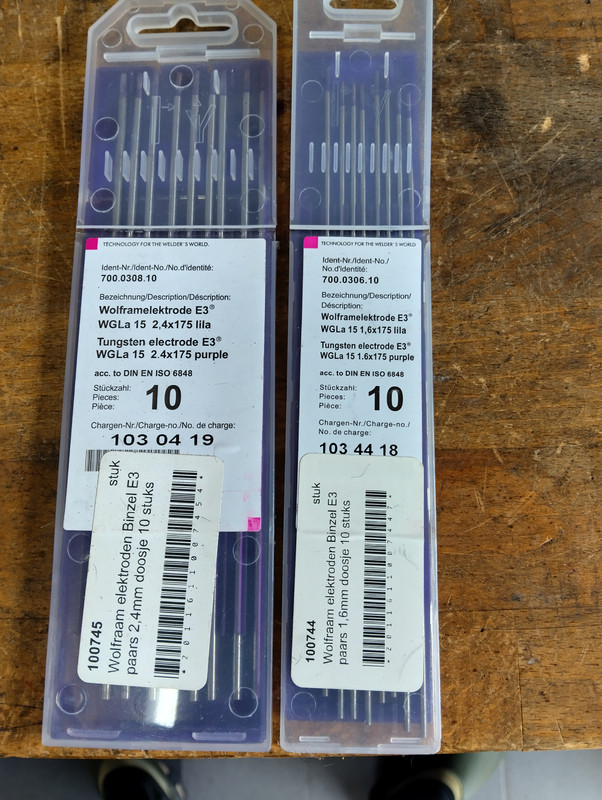 TECHNOLOGY FOR THE WELDER'S WORLD.
Ident-Nr./Ident-No./No.d'Identité:
700.0308.10
Bezeichnung/Description/Déscription:
Wolframelektrode E3®
WGLa 15 2,4x175 lila
Tungsten electrode E3®
WGLa 15 2.4x175 purple
acc. to DIN EN ISO 6848
Stückzahl:
Pieces:
Pièce:
10
Chargen-Nr./Charge-no./No. de charge:
103 04 19
100745
stuk
Wolfraam elektroden Binzel E3
paars 2,4mm doosje 10 stuks
*2011611007454*
TECHNOLOGY FOR THE WELDER'S WORLD.
Ident-Nr./Ident-No./
No.d'Identité:
700.0306.10
Bezeichnung/Description/
Déscription:
Wolframelektrode E3®
WGLa 15 1,6x175 lila
Tungsten electrode E3®
WGLa 15 1.6x175 purple
acc. to DIN EN ISO 6848
Stückzahl:
Pieces:
Pièce:
10
Chargen-Nr./Charge-no./
No. de charge:
103 44 18
100744
stuk
Wolfraam elektroden Binzel E3
paars 1,6mm doosje 10 stuks
*2011611007447*